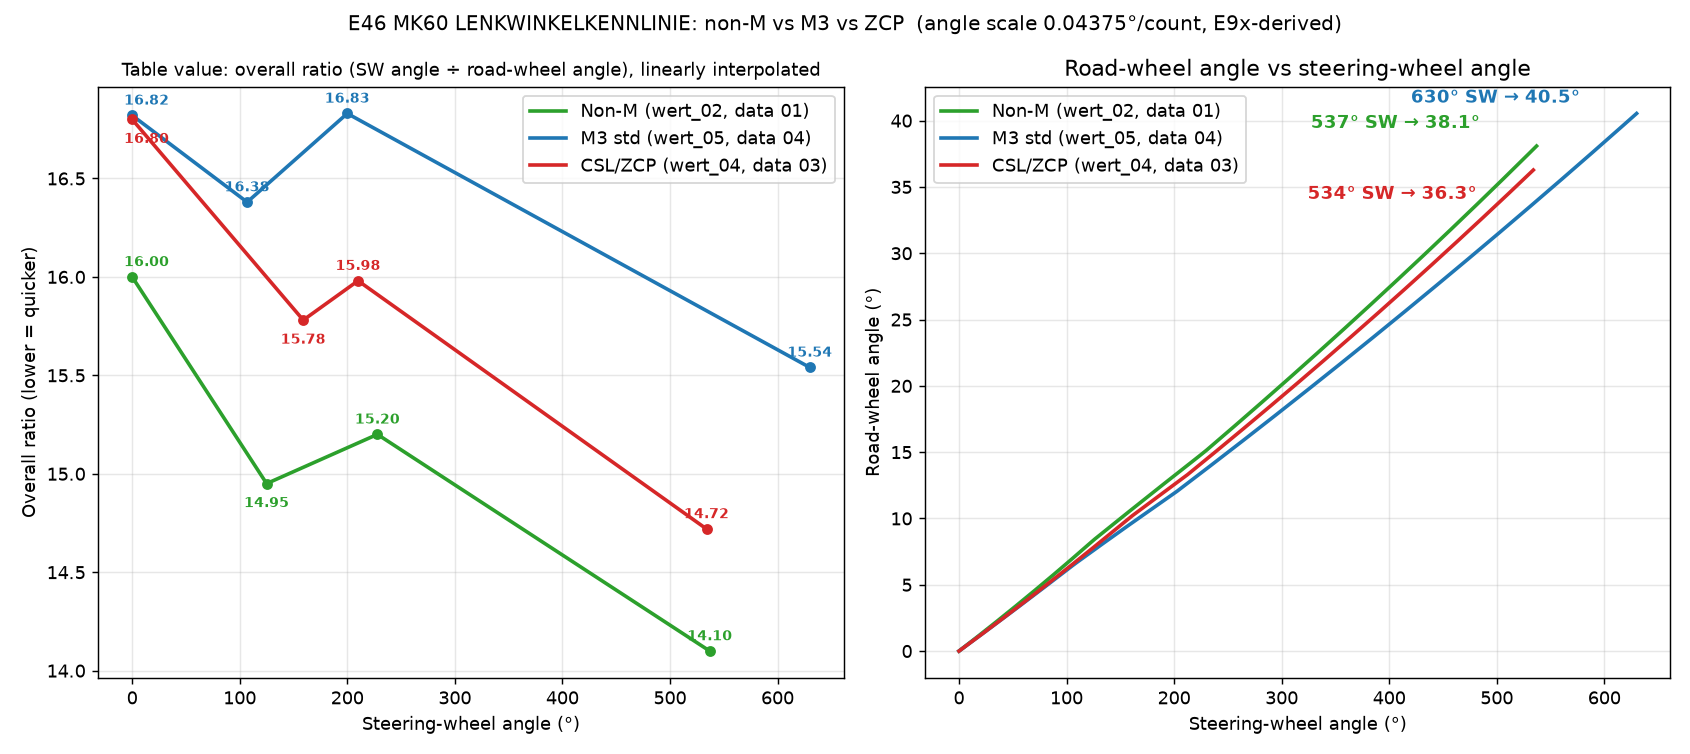 E46 MK60 LENKWINKELKENNLINIE: non-M vs M3 vs ZCP (angle scale 0.04375°/count, E9x-derived)
Table value: overall ratio (SW angle ÷ road-wheel angle), linearly interpolated
Overall ratio (lower = quicker)
16.5
16.0
15.5
15.0
14.5
14.0
16.82
16.80
16.38
16.83
15.54
15.78
15.98
14.72
16.00
14.95
15.20
14.10
Non-M (wert_02, data 01)
M3 std (wert_05, data 04)
CSL/ZCP (wert_04, data 03)
0 100 200 300 400 500 600
Steering-wheel angle (°)
Road-wheel angle vs steering-wheel angle
Road-wheel angle (°)
40
35
30
25
20
15
10
5
0
Non-M (wert_02, data 01)
M3 std (wert_05, data 04)
CSL/ZCP (wert_04, data 03)
630° SW → 40.5°
537° SW → 38.1°
534° SW → 36.3°
0 100 200 300 400 500 600
Steering-wheel angle (°)